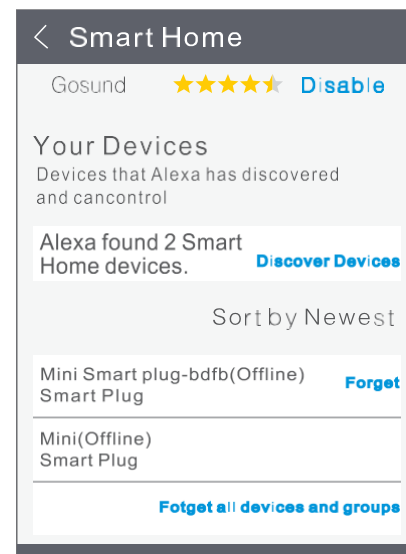 Smart Home
Gosund Disable
Your Devices
Devices that Alexa has discovered
and cancontrol
Alexa found 2 Smart
Home devices. Discover Devices
Sort by Newest
Mini Smart plug-bdfb(Offline)
Smart Plug Forget
Mini(Offline)
Smart Plug
Fotget all devices and groups